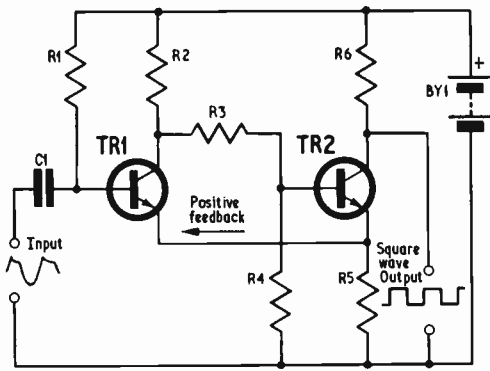 R1
R2
R6
+
BY1
R3
TR1
TR2
C1
Positive
feedback
Input
Square
wave
Output
R4
R5